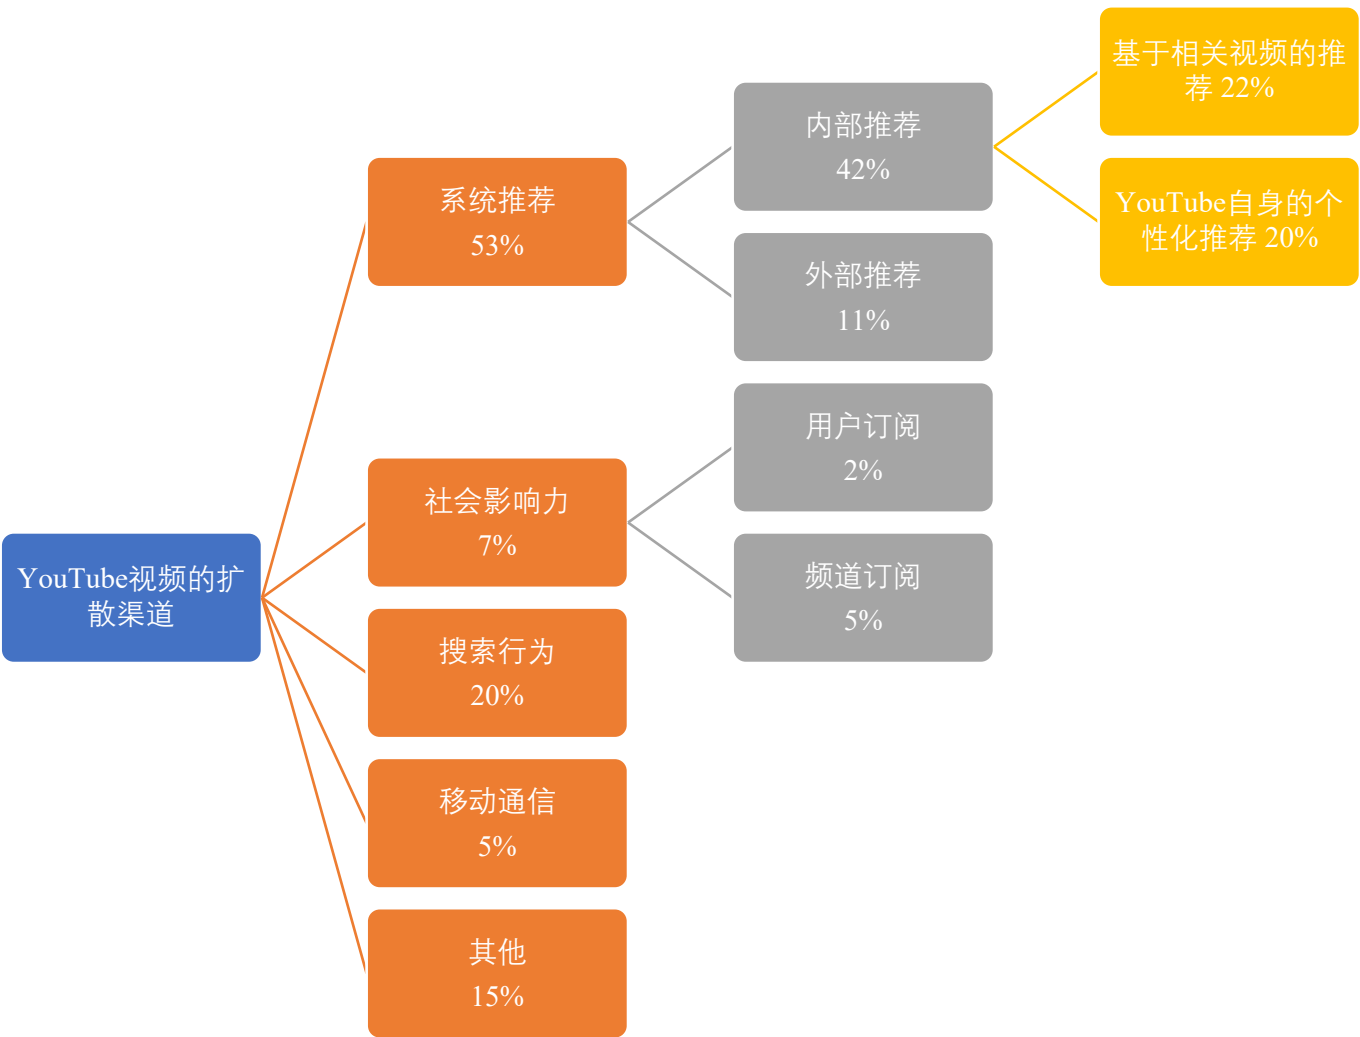 YouTube视频的扩
散渠道
系统推荐
53%
社会影响力
7%
搜索行为
20%
移动通信
5%
其他
15%
内部推荐
42%
外部推荐
11%
用户订阅
2%
频道订阅
5%
基于相关视频的推
荐 22%
YouTube自身的个
性化推荐 20%